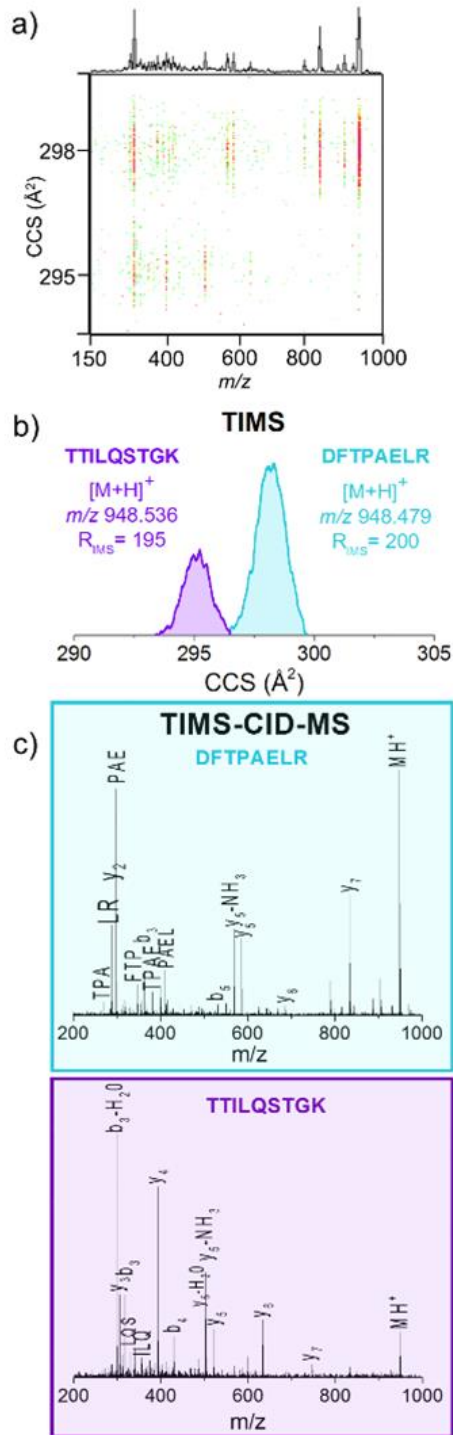 a)
CCS (Å²)
298
295
150 400 600 800 1000
m/z
b)
TIMS
TTILQSTGK
[M+H]⁺
m/z 948.536
R_IMS = 195
DFTPAELR
[M+H]⁺
m/z 948.479
R_IMS = 200
290 295 300 305
CCS (Å²)
c)
TIMS-CID-MS
DFTPAELR
TPA
LR
y₂
PAE
FTP
b₃
TPAE
PAEL
b₅
y₅-NH₃
y₅
y₆
y₇
MH⁺
200 400 600 800 1000
m/z
TTILQSTGK
b₃-H₂O
y₃
b₃
LQS
ILQ
y₄
b₄
y₅-H₂O
y₅-NH₃
y₅
y₆
y₇
MH⁺
200 400 600 800 1000
m/z